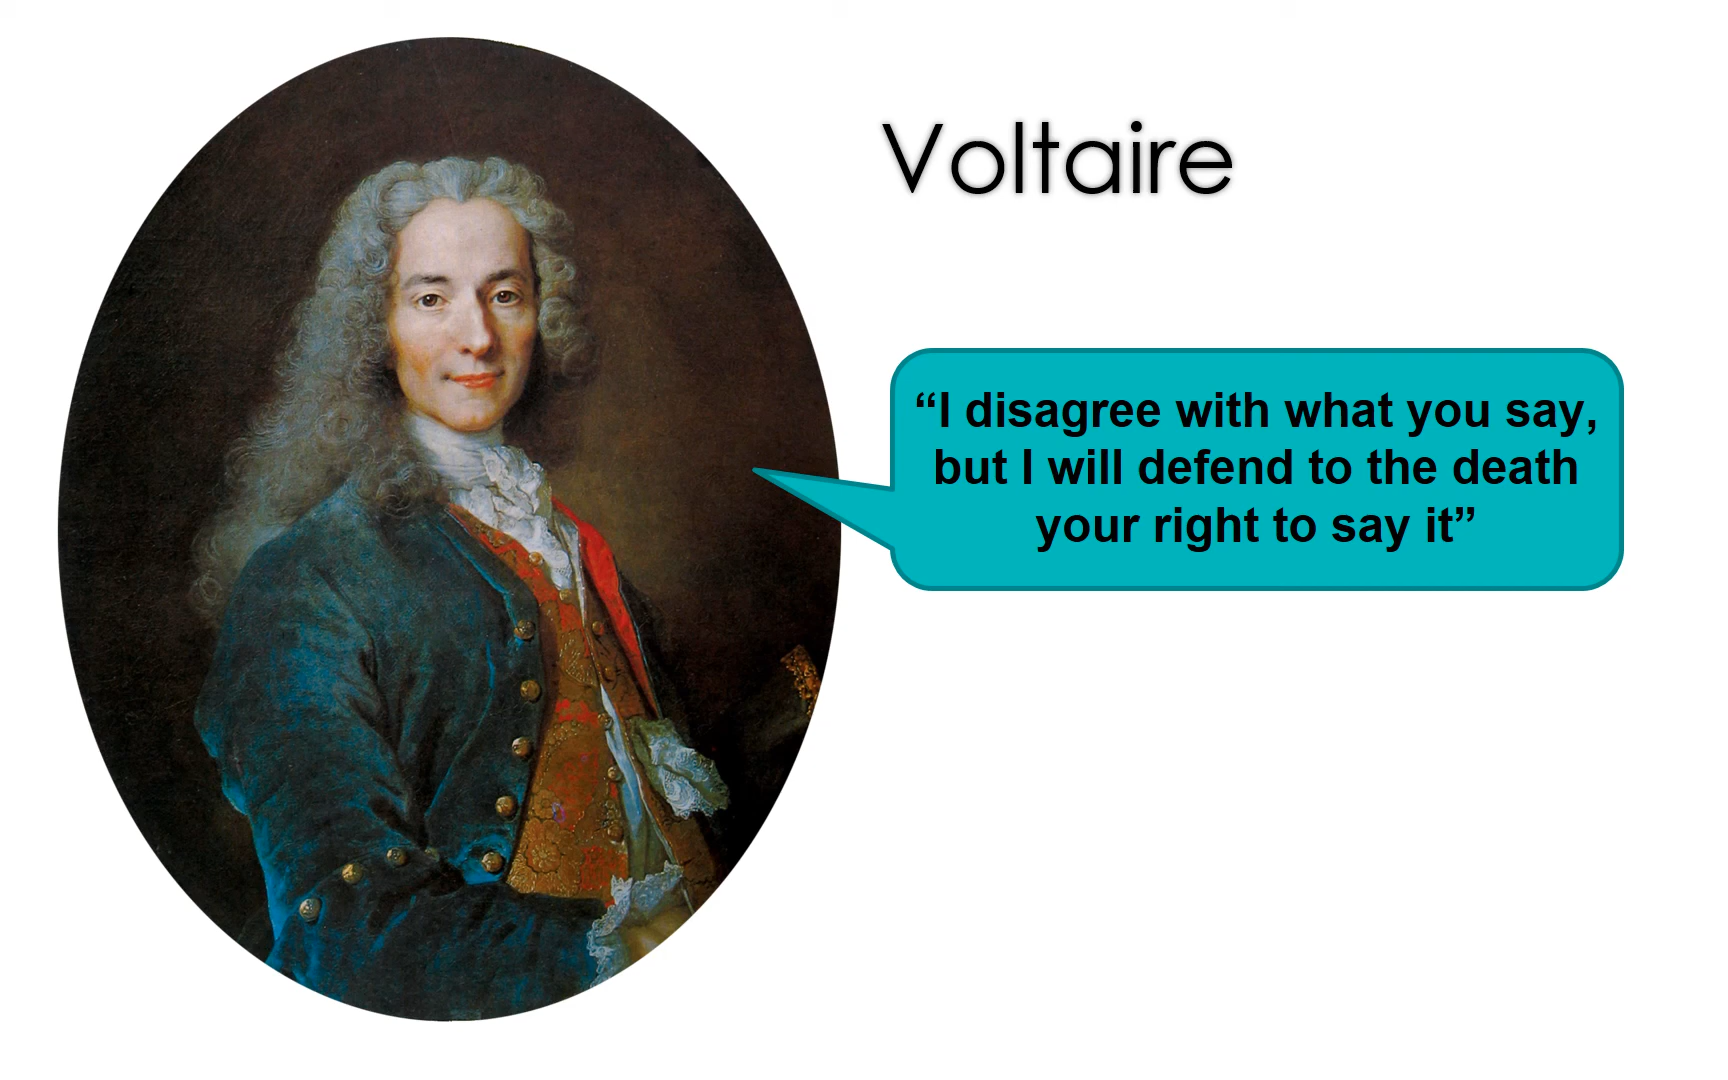 Voltaire
“I disagree with what you say,
but I will defend to the death
your right to say it”